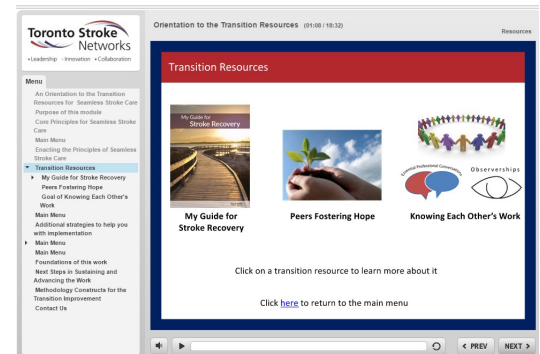 Toronto Stroke
Networks
•Leadership •Innovation •Collaboration
Menu
An Orientation to the Transition
Resources for Seamless Stroke Care
Purpose of this module
Core Principles for Seamless Stroke
Care
Main Menu
Enacting the Principles of Seamless
Stroke Care
Transition Resources
My Guide for Stroke Recovery
Peers Fostering Hope
Goal of Knowing Each Other's
Work
Main Menu
Additional strategies to help you
with implementation
Main Menu
Main Menu
Foundations of this work
Next Steps in Sustaining and
Advancing the Work
Methodology Constructs for the
Transition Improvement
Contact Us
Orientation to the Transition Resources (01:08 / 18:32)
Resources
Transition Resources
My Guide for
Stroke Recovery
Essential Professional Conversations
Observerships
My Guide for
Stroke Recovery
Peers Fostering Hope
Knowing Each Other's Work
Click on a transition resource to learn more about it
Click here to return to the main menu
< PREV
NEXT >